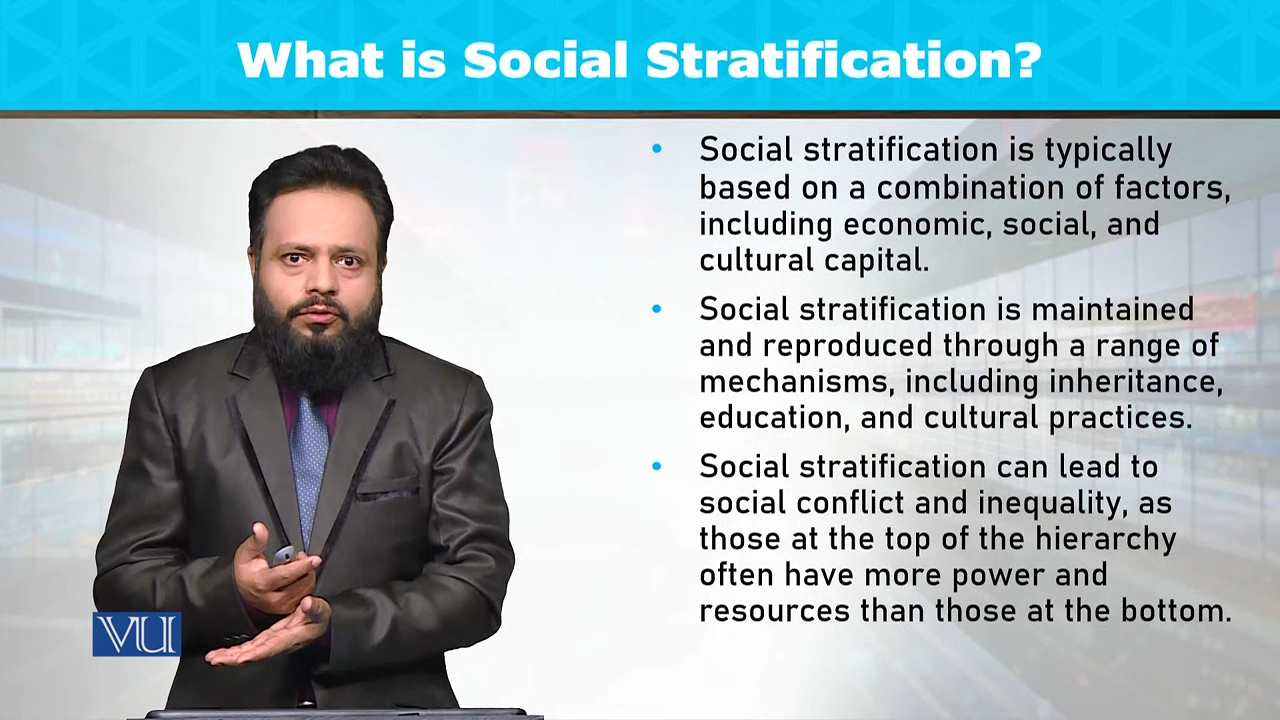 What is Social Stratification?
• Social stratification is typically
based on a combination of factors,
including economic, social, and
cultural capital.
• Social stratification is maintained
and reproduced through a range of
mechanisms, including inheritance,
education, and cultural practices.
• Social stratification can lead to
social conflict and inequality, as
those at the top of the hierarchy
often have more power and
resources than those at the bottom.
VU